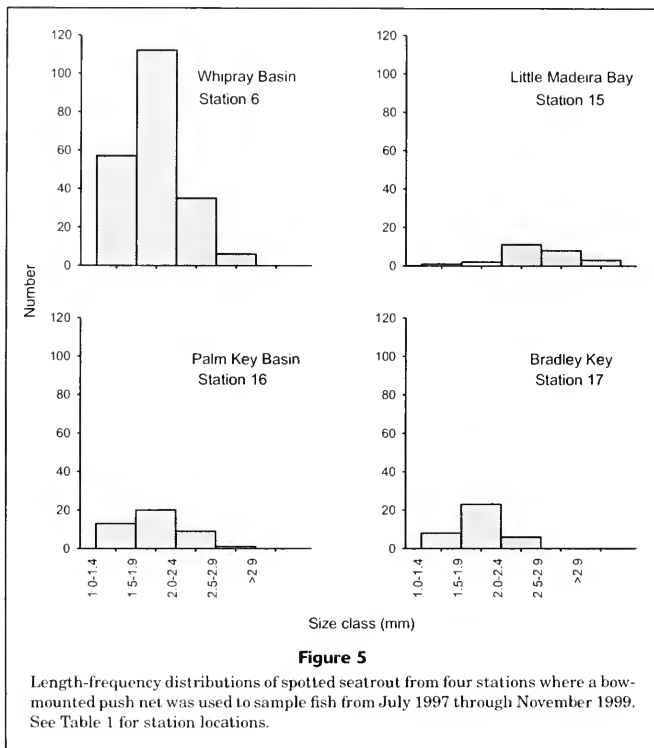 120
100
80
60
40
20
0
Whipray Basin
Station 6
120
100
80
60
40
20
0
Little Madeira Bay
Station 15
Number
120
100
80
60
40
20
0
Palm Key Basin
Station 16
120
100
80
60
40
20
0
Bradley Key
Station 17
1.0-1.4
1.5-1.9
2.0-2.4
2.5-2.9
>2.9
1.0-1.4
1.5-1.9
2.0-2.4
2.5-2.9
>2.9
Size class (mm)
Figure 5
Length-frequency distributions of spotted seatrout from four stations where a bow-
mounted push net was used to sample fish from July 1997 through November 1999.
See Table 1 for station locations.